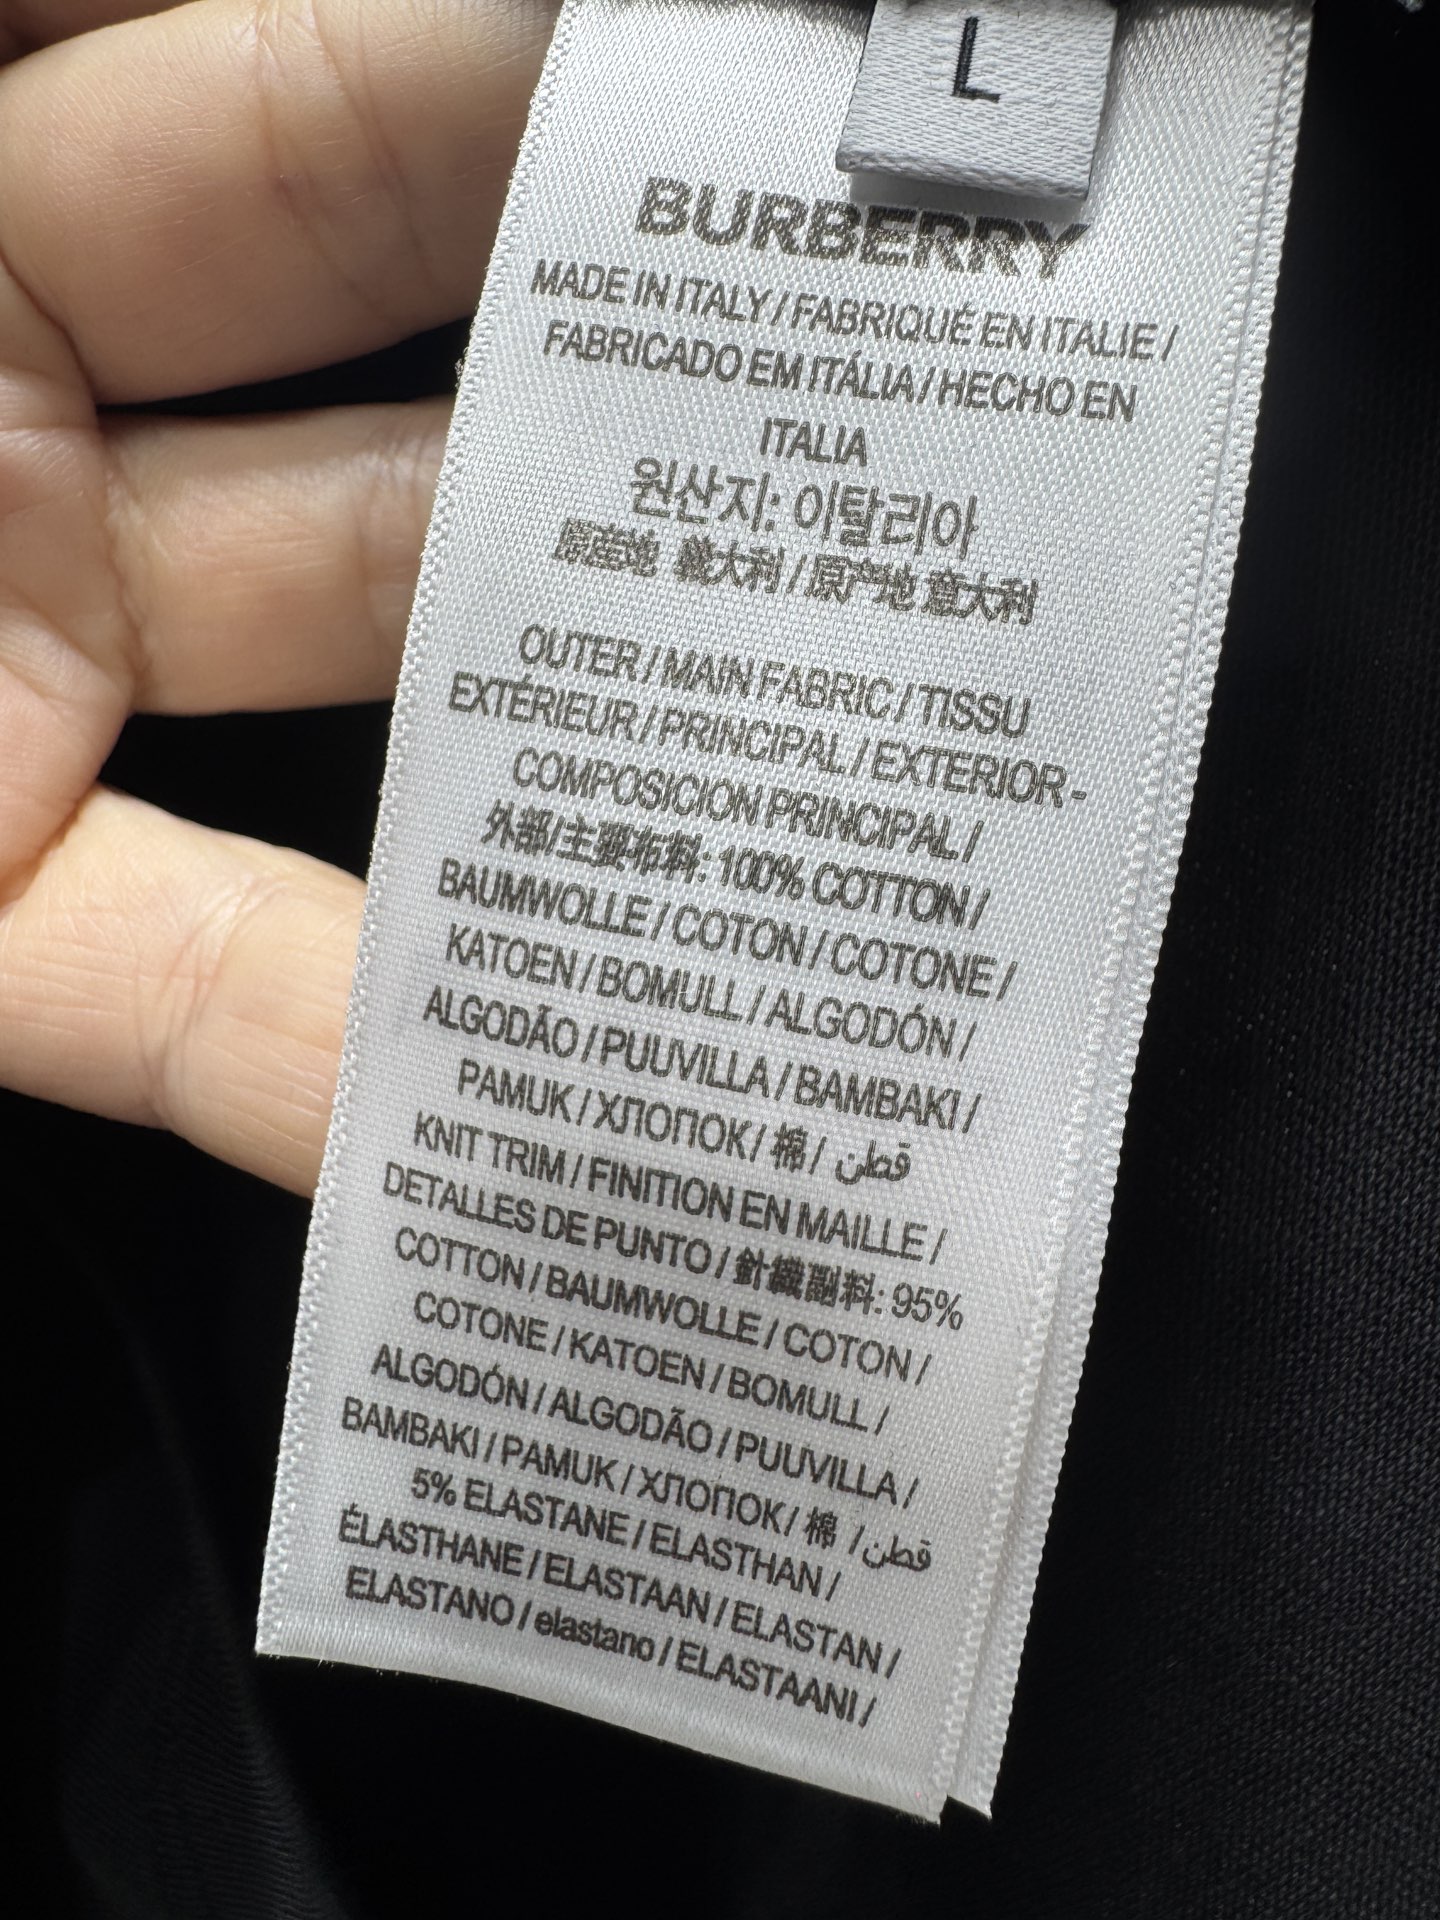 L
BURBERRY
MADE IN ITALY / FABRIQUÉ EN ITALIE /
FABRICADO EM ITÁLIA / HECHO EN
ITALIA
원산지: 이탈리아
原産地 義大利 / 原产地 意大利
OUTER / MAIN FABRIC / TISSU
EXTÉRIEUR / PRINCIPAL / EXTERIOR -
COMPOSICION PRINCIPAL /
外部/主要布料: 100% COTTON /
BAUMWOLLE / COTON / COTONE /
KATOEN / BOMULL / ALGODÓN /
ALGODÃO / PUUVILLA / BAMBAKI /
PAMUK / ХЛОПОК / 棉 / قطن
KNIT TRIM / FINITION EN MAILLE /
DETALLES DE PUNTO / 針織副料: 95%
COTTON / BAUMWOLLE / COTON /
COTONE / KATOEN / BOMULL /
ALGODÓN / ALGODÃO / PUUVILLA /
BAMBAKI / PAMUK / ХЛОПОК / 棉 / قطن
5% ELASTANE / ELASTHAN /
ÉLASTHANE / ELASTAAN / ELASTAN /
ELASTANO / elastano / ELASTAANI /